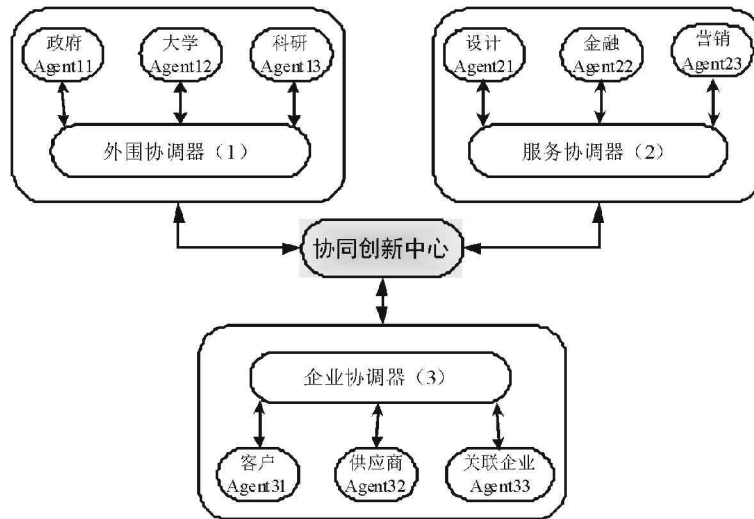 政府
Agent11
大学
Agent12
科研
Agent13
外围协调器（1）
设计
Agent21
金融
Agent22
营销
Agent23
服务协调器（2）
协同创新中心
企业协调器（3）
客户
Agent31
供应商
Agent32
关联企业
Agent33